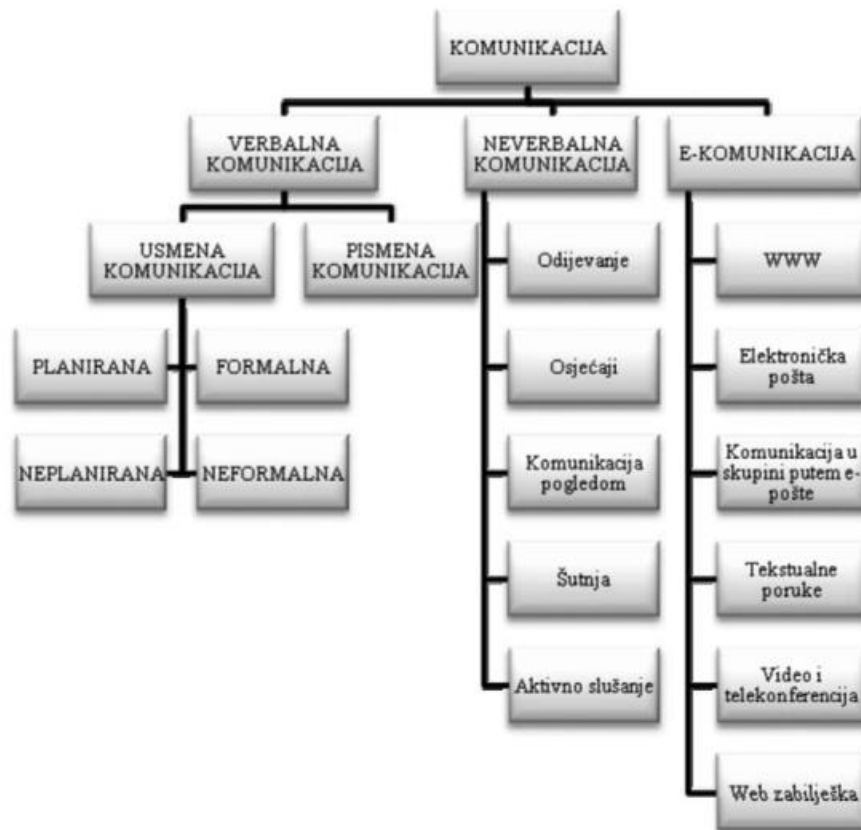 KOMUNIKACIJA
VERBALNA
KOMUNIKACIJA
NEVERBALNA
KOMUNIKACIJA
E-KOMUNIKACIJA
USMENA
KOMUNIKACIJA
PISMENA
KOMUNIKACIJA
PLANIRANA
FORMALNA
NEPLANIRANA
NEFORMALNA
Odijevanje
Osjećaji
Komunikacija
pogledom
Šutnja
Aktivno slušanje
WWW
Elektronička
pošta
Komunikacija u
skupini putem e-
pošte
Tekstualne
poruke
Video i
telekonferencija
Web zabilješka